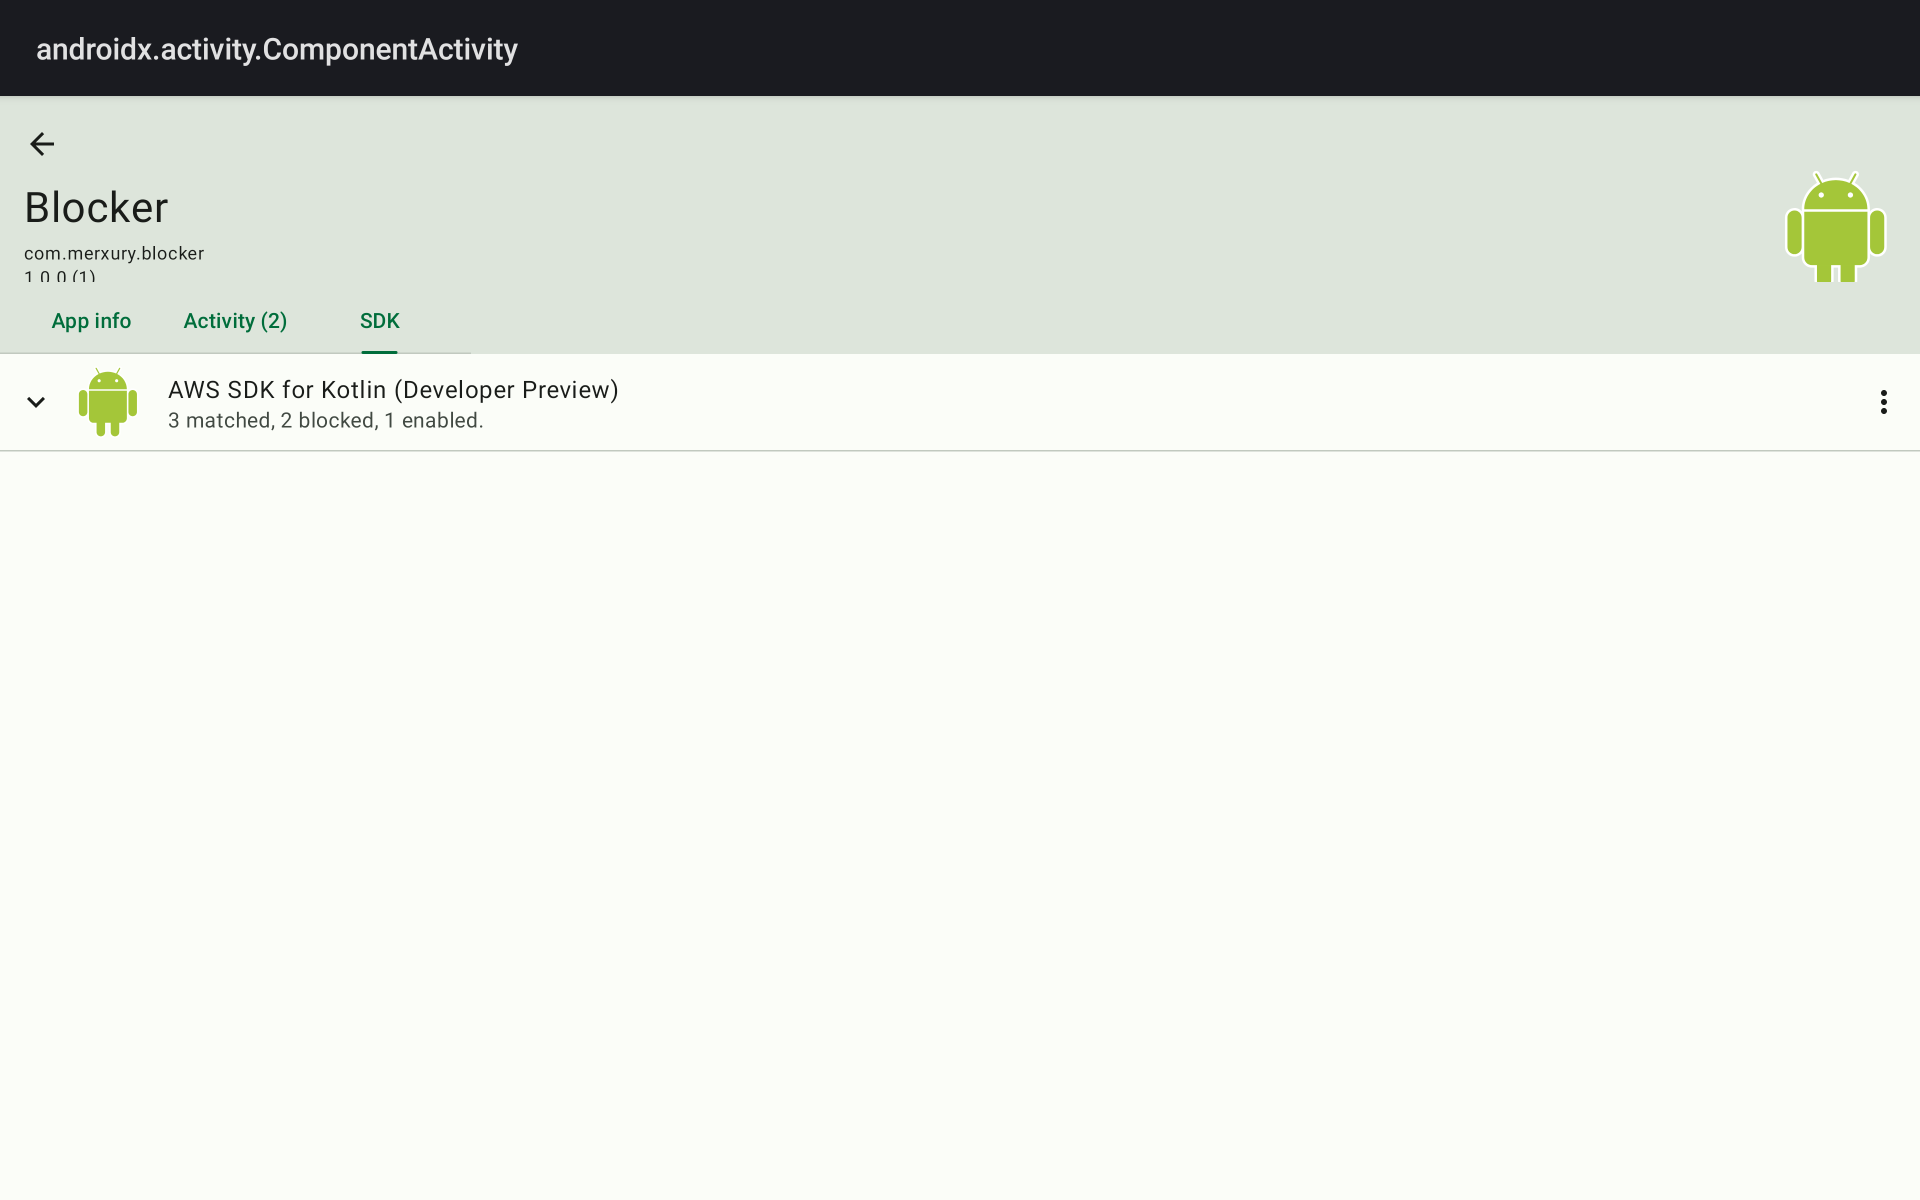 androidx.activity.ComponentActivity
Blocker
com.merxury.blocker
1.0.0 (1)
App info
Activity (2)
SDK
AWS SDK for Kotlin (Developer Preview)
3 matched, 2 blocked, 1 enabled.